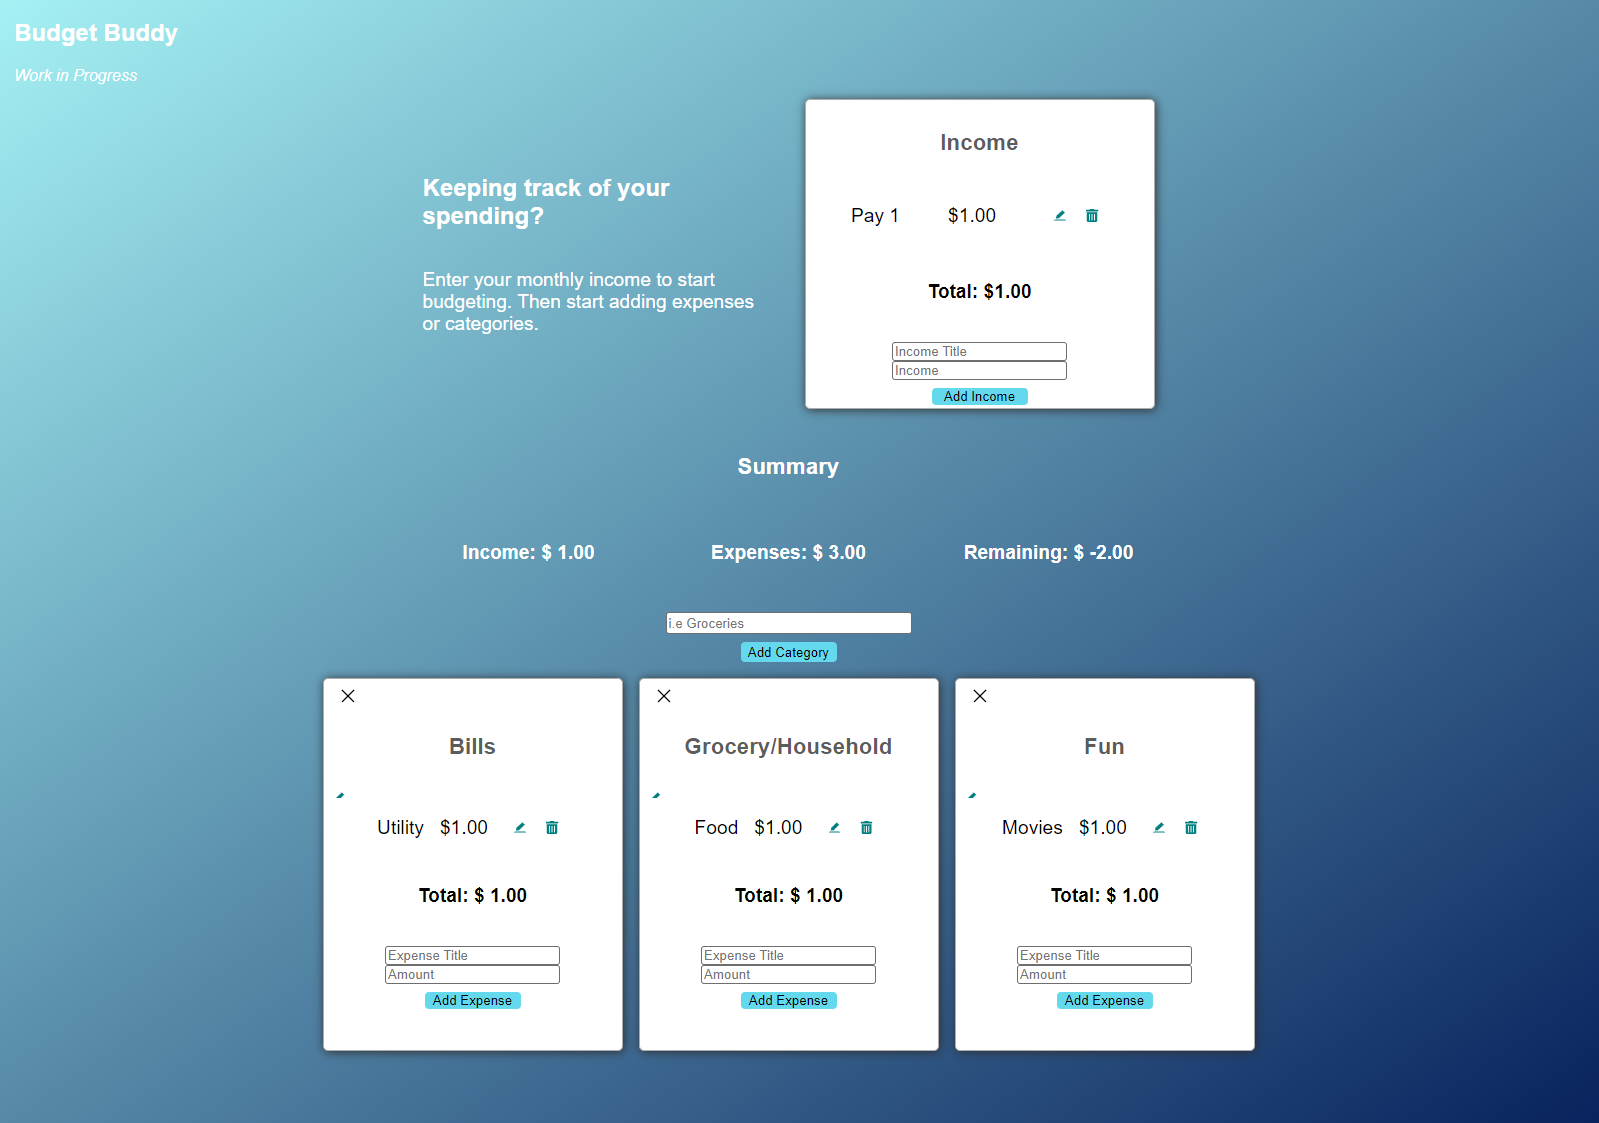 Budget Buddy
Work in Progress
Keeping track of your
spending?
Enter your monthly income to start
budgeting. Then start adding expenses
or categories.
Income
Pay 1 $1.00
Total: $1.00
Income Title
Income
Add Income
Summary
Income: $ 1.00 Expenses: $ 3.00 Remaining: $ -2.00
i.e Groceries
Add Category
Bills
Utility $1.00
Total: $ 1.00
Expense Title
Amount
Add Expense
Grocery/Household
Food $1.00
Total: $ 1.00
Expense Title
Amount
Add Expense
Fun
Movies $1.00
Total: $ 1.00
Expense Title
Amount
Add Expense